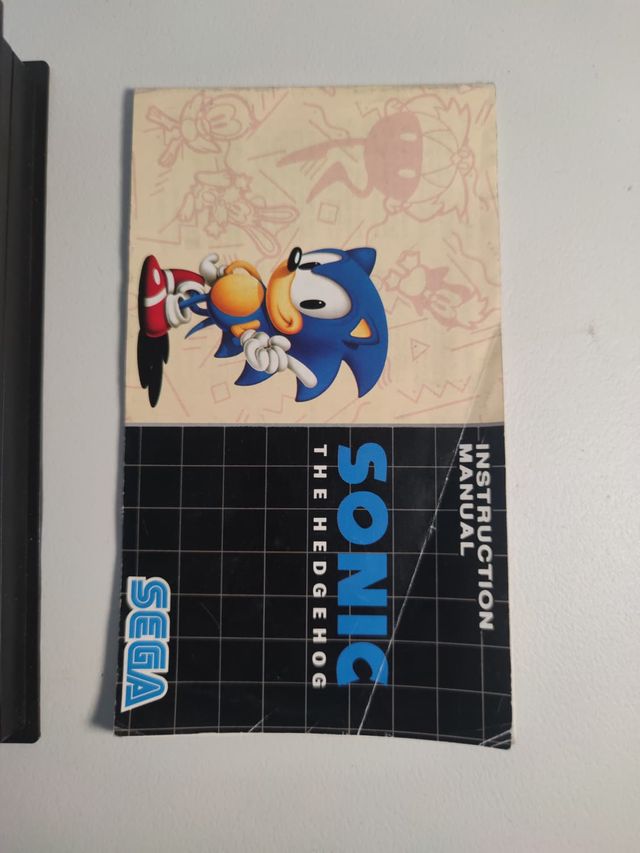 INSTRUCTION
MANUAL
SONIC
THE HEDGEHOG
SEGA